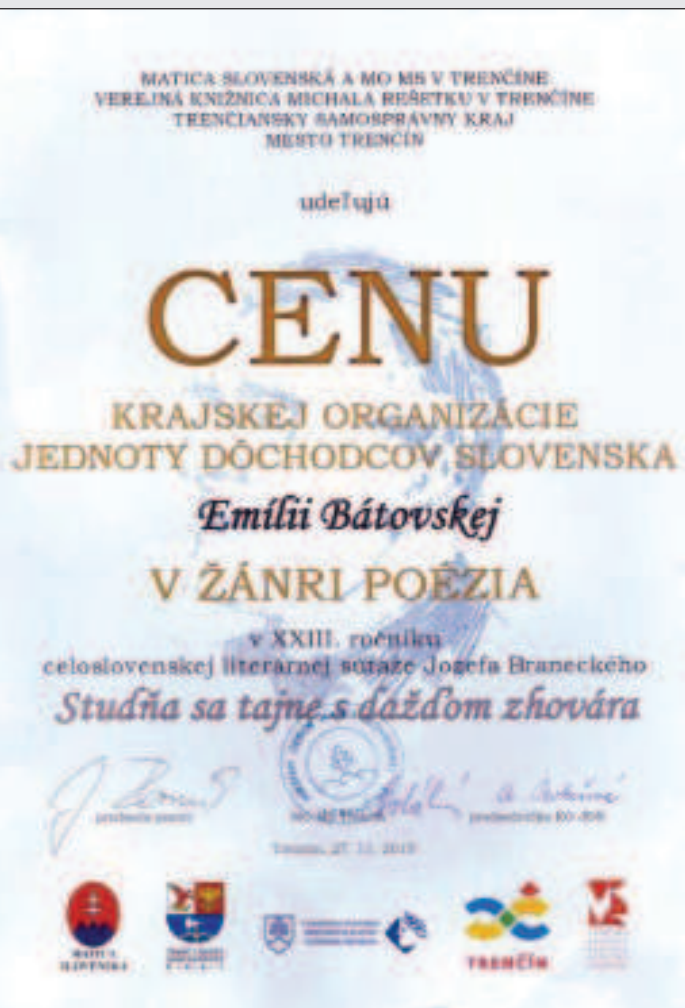 MATICA SLOVENSKÁ A MO MS V TRENČÍNE
VEREJNÁ KNIŽNICA MICHALA REŠETKU V TRENČÍNE
TRENČIANSKY SAMOSPRÁVNY KRAJ
MESTO TRENČÍN
udeľujú
CENU
KRAJSKEJ ORGANIZÁCIE
JEDNOTY DÔCHODCOV SLOVENSKA
Emílii Bátovskej
V ŽÁNRI POÉZIA
v XXIII. ročníku
celoslovenskej literárnej súťaže Jozefa Braneckého
Studňa sa tajne s dažďom zhovára
MATICA
SLOVENSKÁ
TRENČÍN